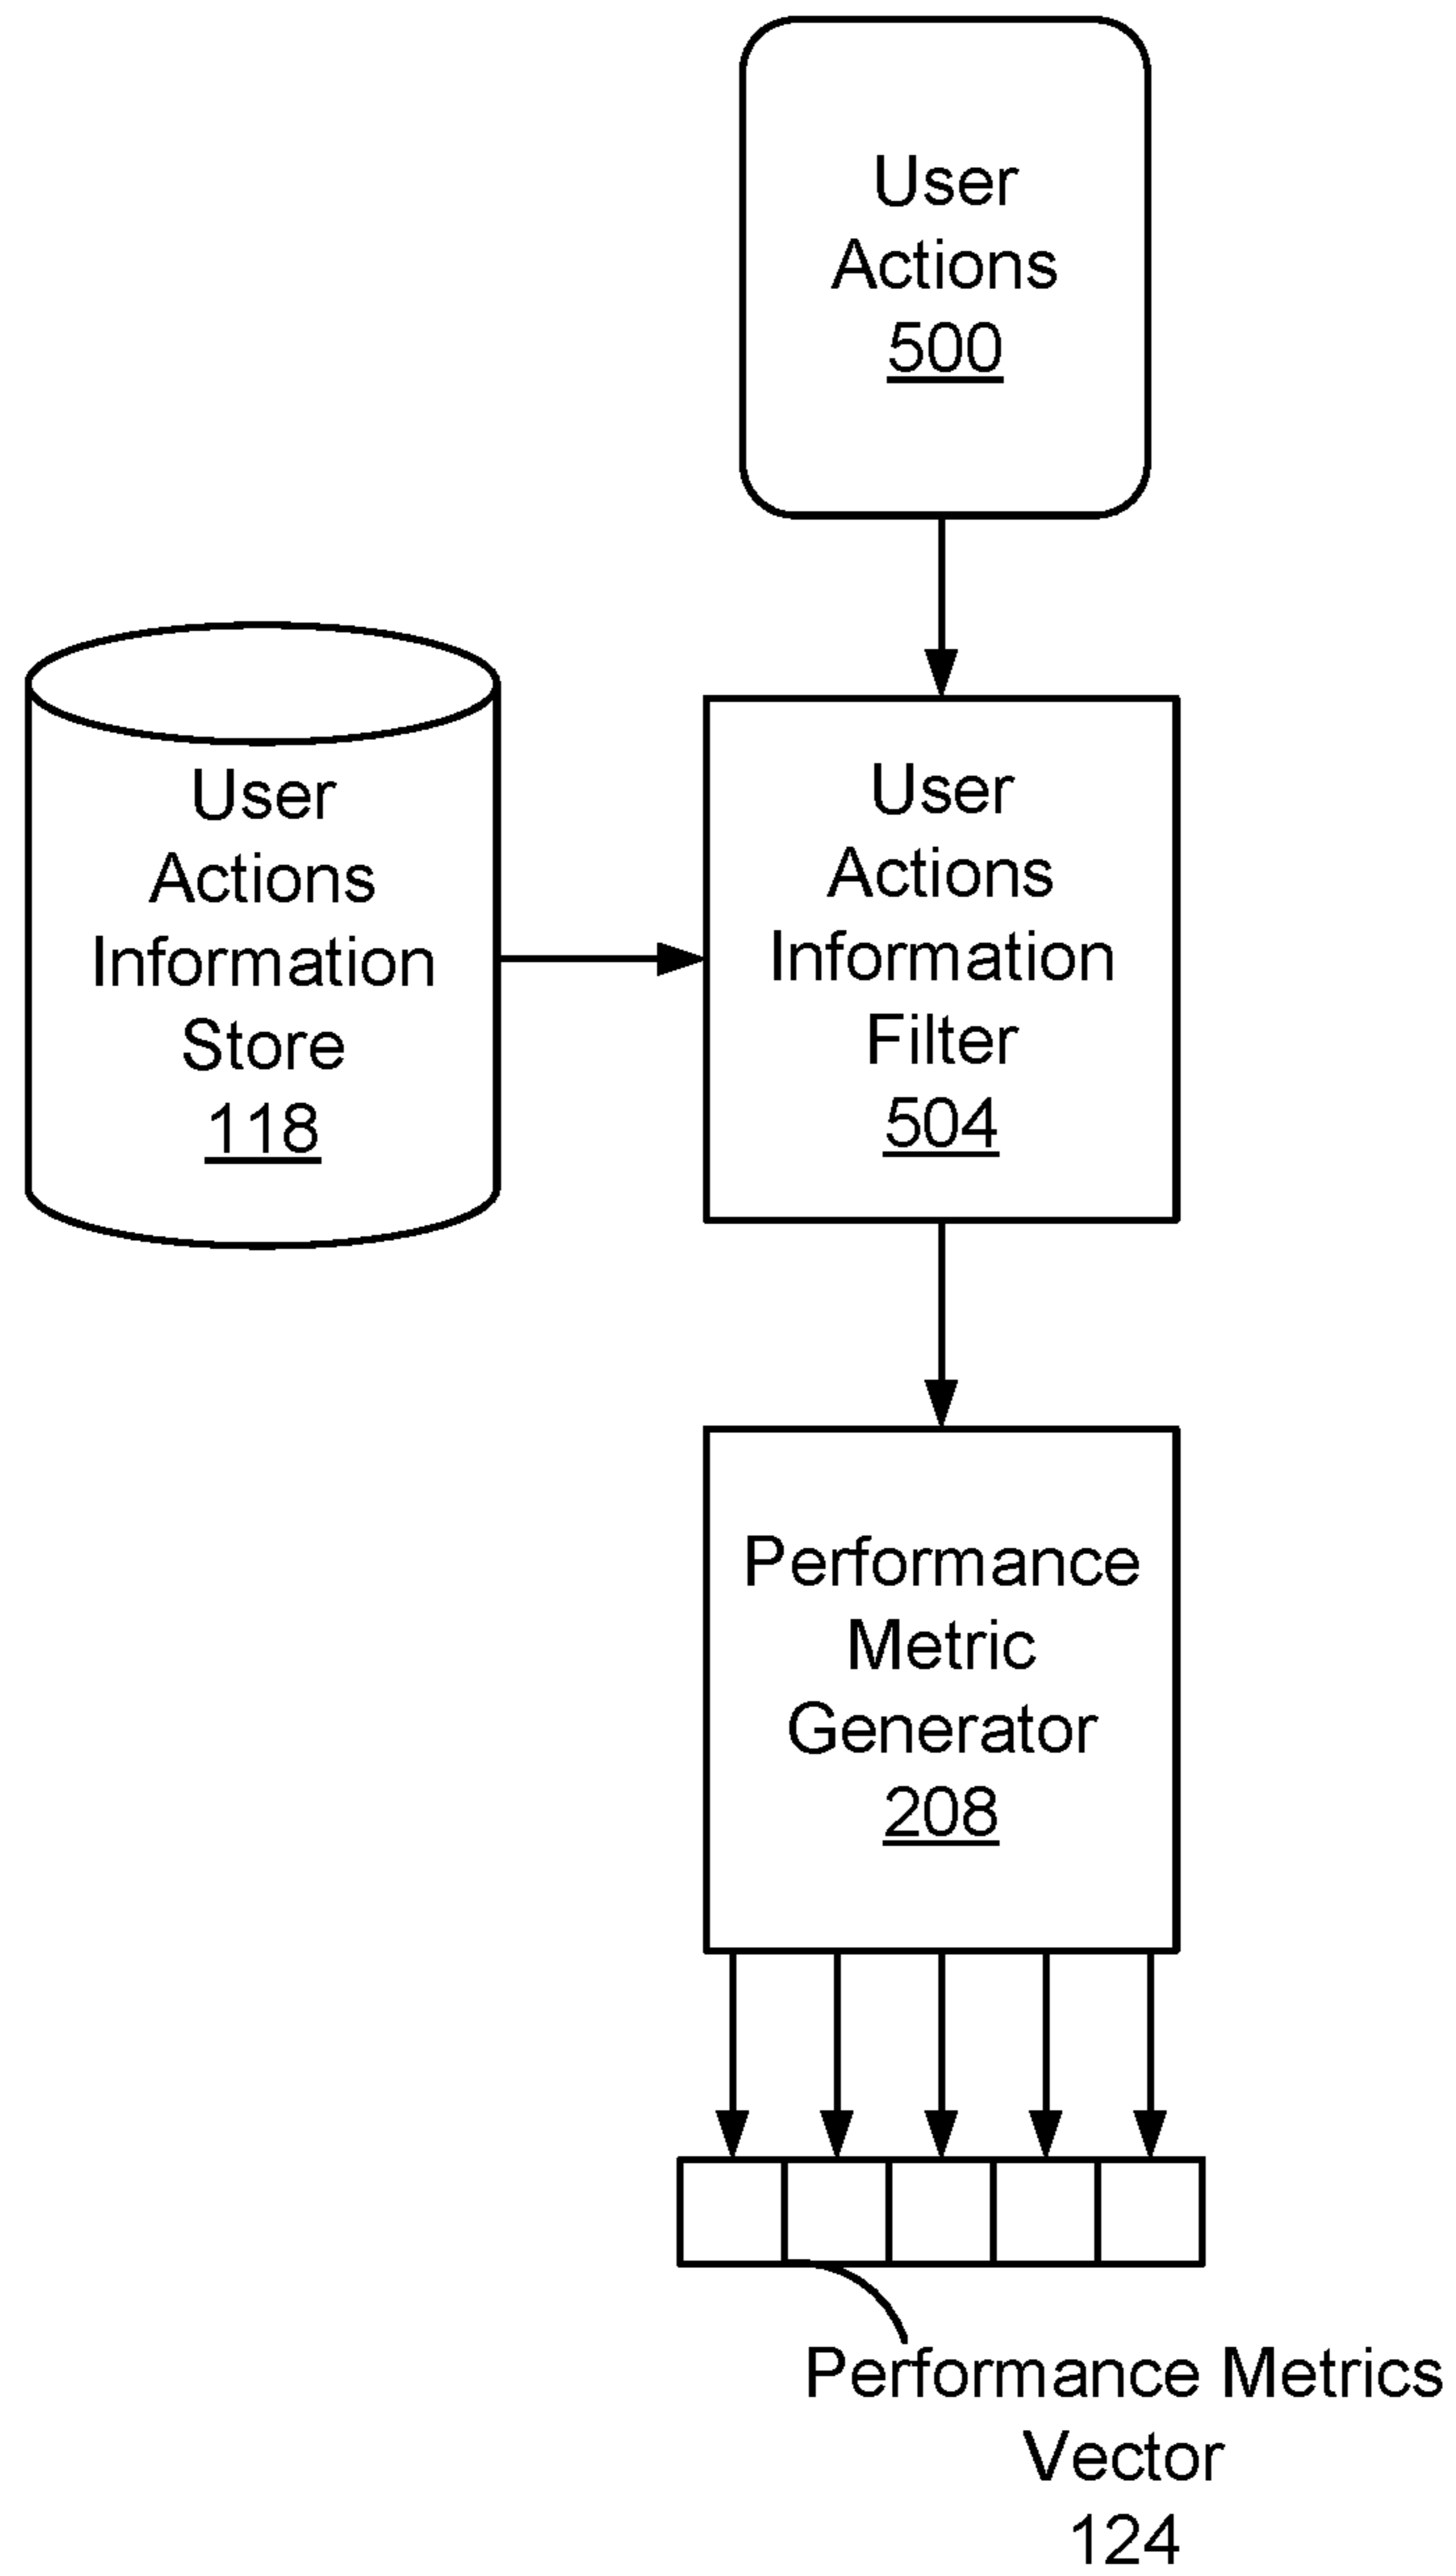 User
Actions
500
User
Actions
Information
Store
118
User
Actions
Information
Filter
504
Performance
Metric
Generator
208
Performance Metrics
Vector
124